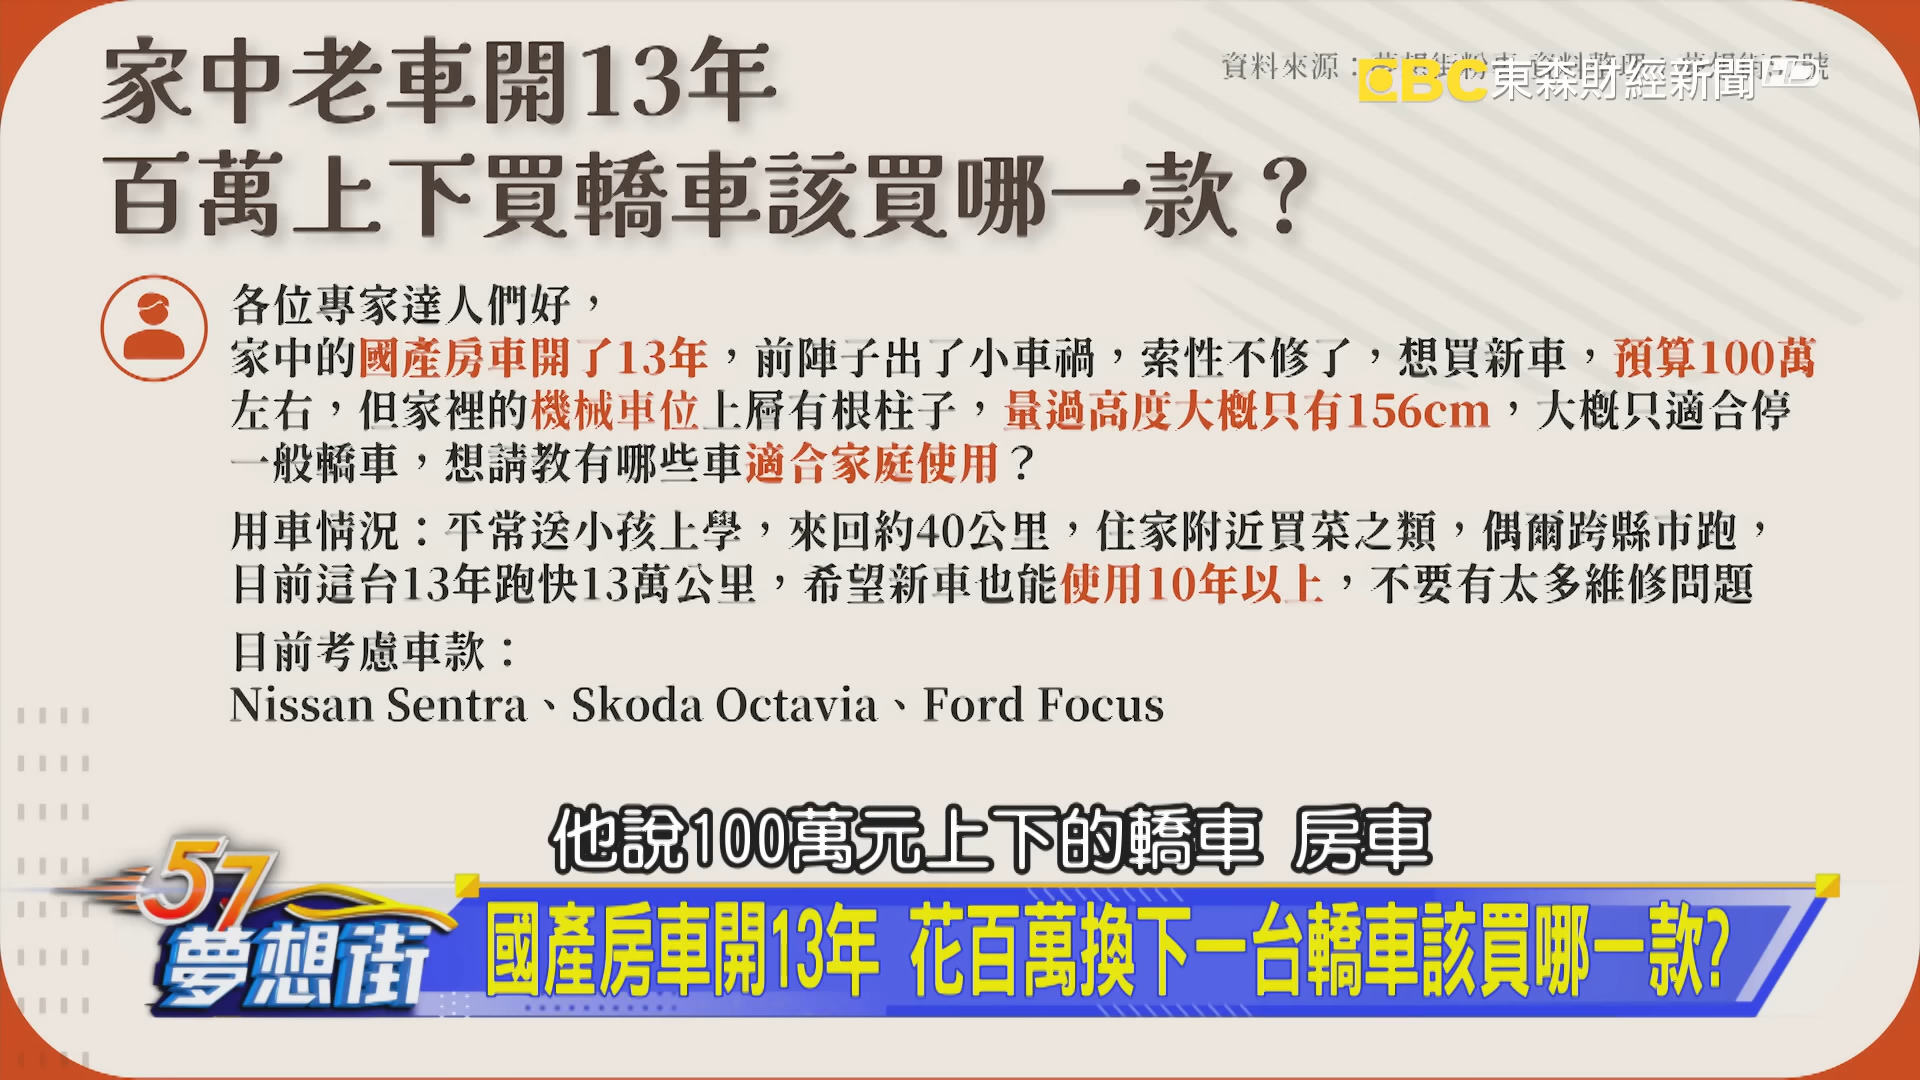 家中老車開13年
百萬上下買轎車該買哪一款？
資料來源：
EBC 東森財經新聞 HD
各位專家達人們好，
家中的國產房車開了13年，前陣子出了小車禍，索性不修了，想買新車，預算100萬
左右，但家裡的機械車位上層有根柱子，量過高度大概只有156cm，大概只適合停
一般轎車，想請教有哪些車適合家庭使用？
用車情況：平常送小孩上學，來回約40公里，住家附近買菜之類，偶爾跨縣市跑，
目前這台13年跑快13萬公里，希望新車也能使用10年以上，不要有太多維修問題
目前考慮車款：
Nissan Sentra、Skoda Octavia、Ford Focus
他說100萬元上下的轎車 房車
57夢想街
國產房車開13年 花百萬換下一台轎車該買哪一款?